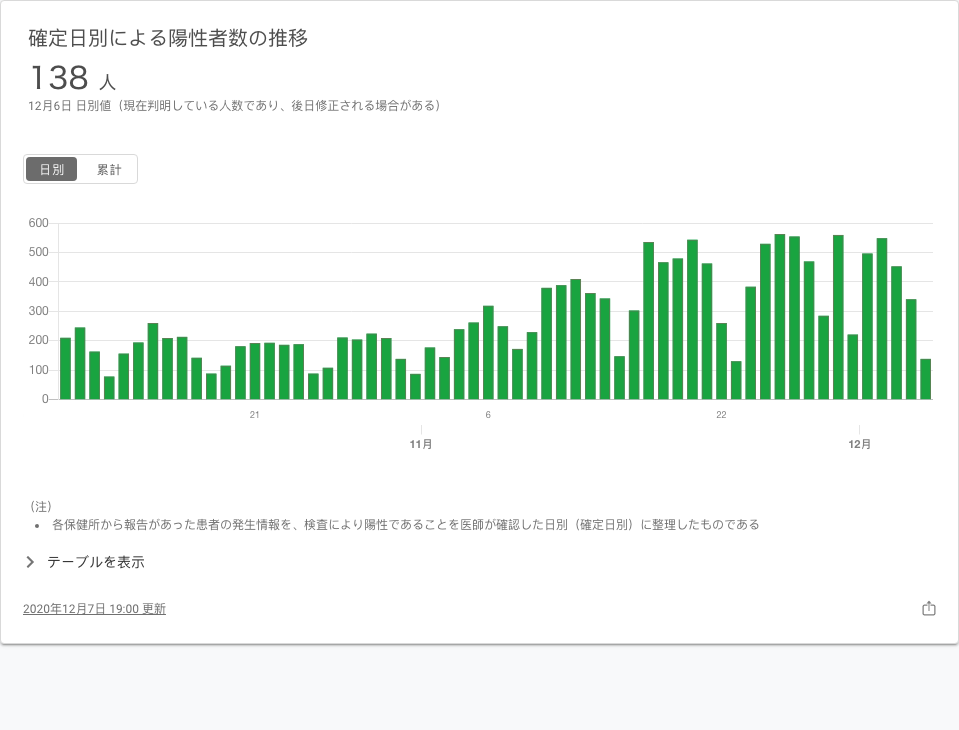 確定日別による陽性者数の推移
138 人
12月6日 日別値（現在判明している人数であり、後日修正される場合がある）
日別 累計
600
500
400
300
200
100
0
21 6 22
11月 12月
（注）
• 各保健所から報告があった患者の発生情報を、検査により陽性であることを医師が確認した日別（確定日別）に整理したものである
テーブルを表示
2020年12月7日 19:00 更新